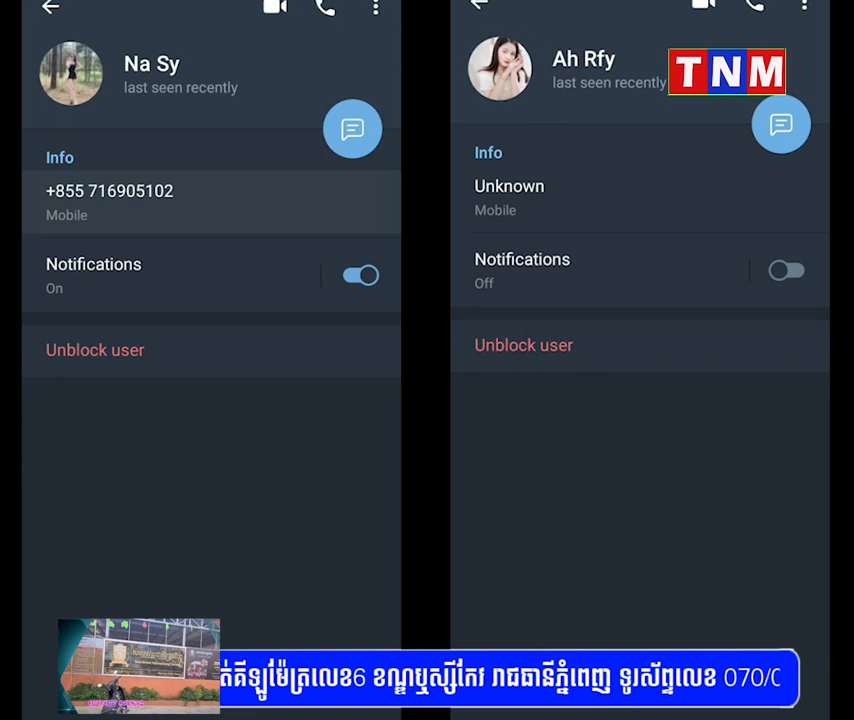 Na Sy
last seen recently
Info
+855 716905102
Mobile
Notifications
On
Unblock user
Ah Rfy
last seen recently
TNM
Info
Unknown
Mobile
Notifications
Off
Unblock user
គីឡូម៉ែត្រលេខ6 ខណ្ឌឬស្សីកែវ រាជធានីភ្នំពេញ ទូរស័ព្ទលេខ 070/